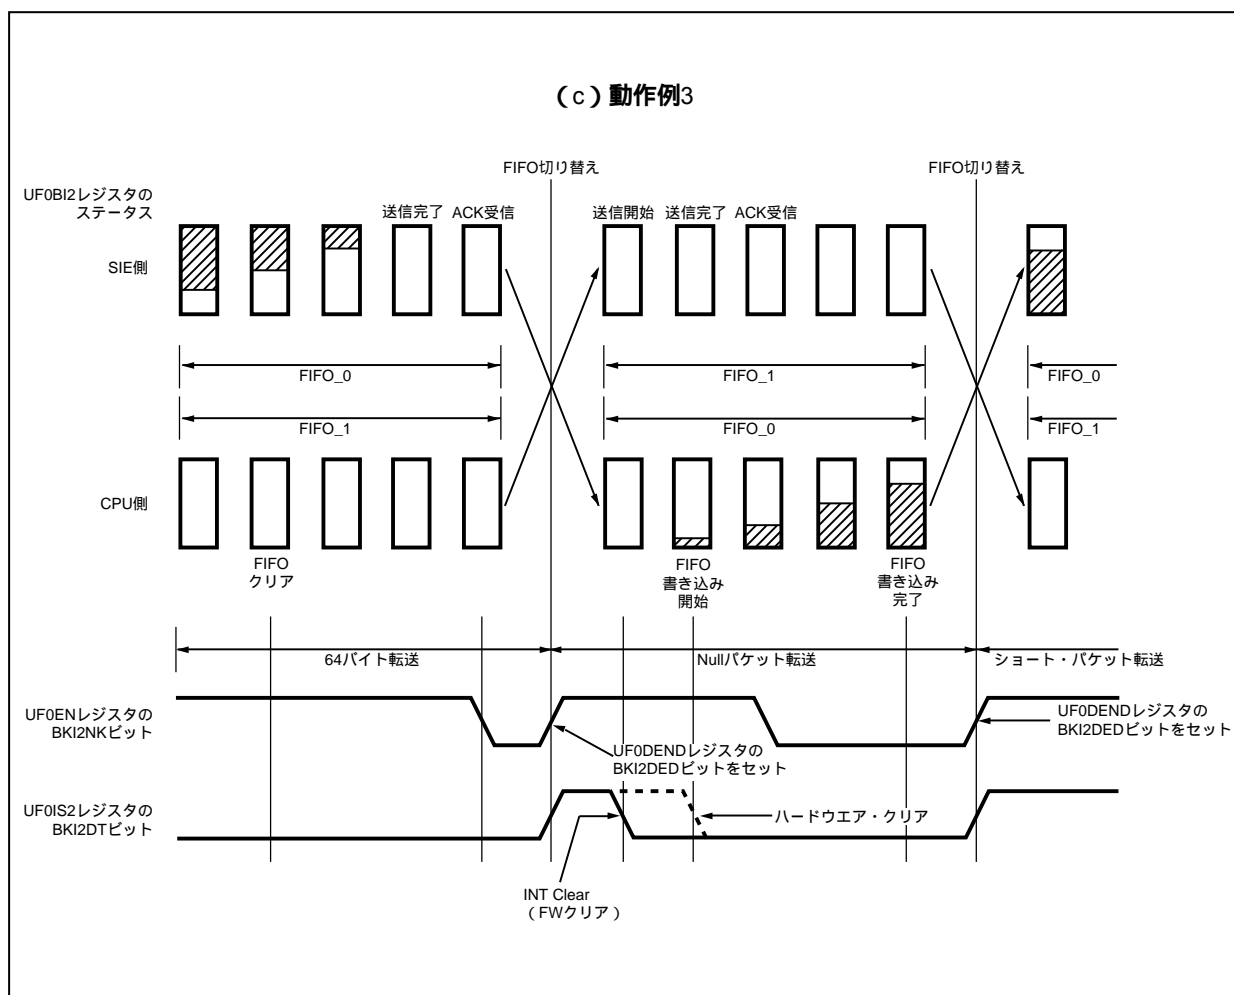 （c）動作例3
FIFO切り替え
FIFO切り替え
UF0BI2レジスタの
ステータス
送信完了
ACK受信
送信開始
送信完了
ACK受信
SIE側
FIFO_0
FIFO_1
FIFO_0
FIFO_1
FIFO_0
FIFO_1
CPU側
FIFO
クリア
FIFO
書き込み
開始
FIFO
書き込み
完了
64バイト転送
Nullパケット転送
ショート・パケット転送
UF0ENレジスタの
BKI2NKビット
UF0DENDレジスタの
BKI2DEDビットをセット
UF0DENDレジスタの
BKI2DEDビットをセット
UF0IS2レジスタの
BKI2DTビット
ハードウエア・クリア
INT Clear
（FWクリア）